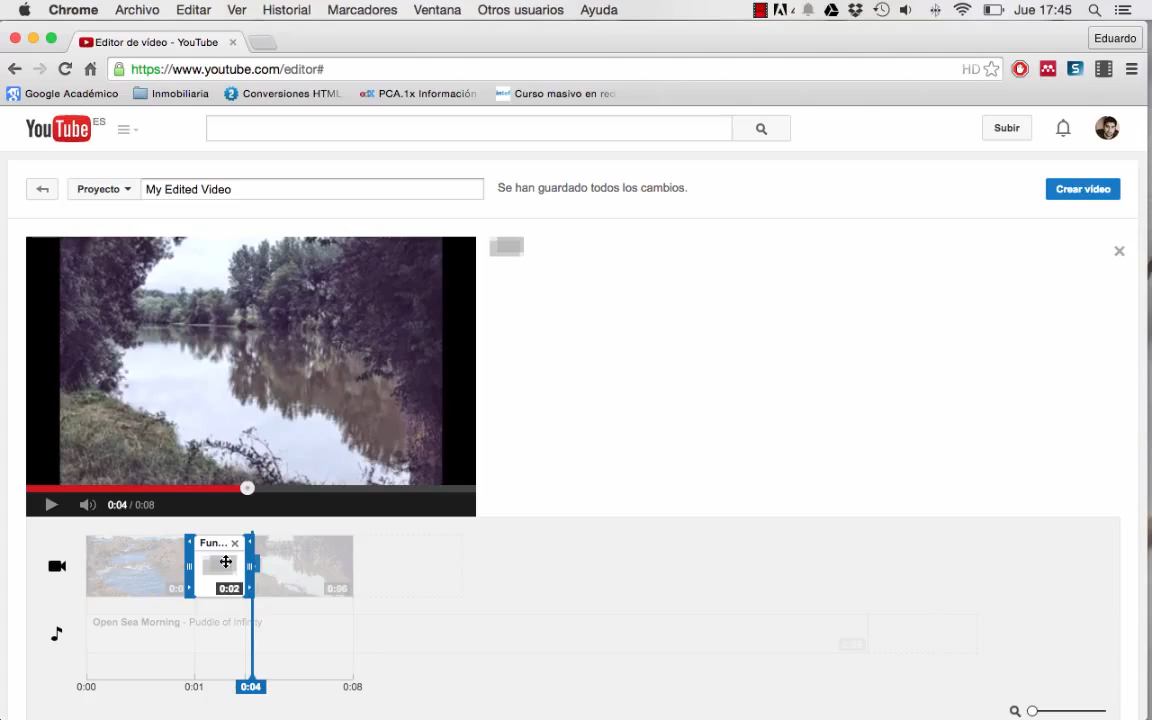 Chrome Archivo Editar Ver Historial Marcadores Ventana Otros usuarios Ayuda Jue 17:45
Editor de vídeo - YouTube Eduardo
https://www.youtube.com/editor# HD
Google Académico Inmobiliaria Conversiones HTML PCA.1x Información Curso masivo en red
YouTube ES Subir
Proyecto My Edited Video Se han guardado todos los cambios. Crear vídeo
0:04 / 0:08
Fun...
0:02 0:06
Open Sea Morning - Puddle of Infinity
0:00 0:01 0:04 0:08